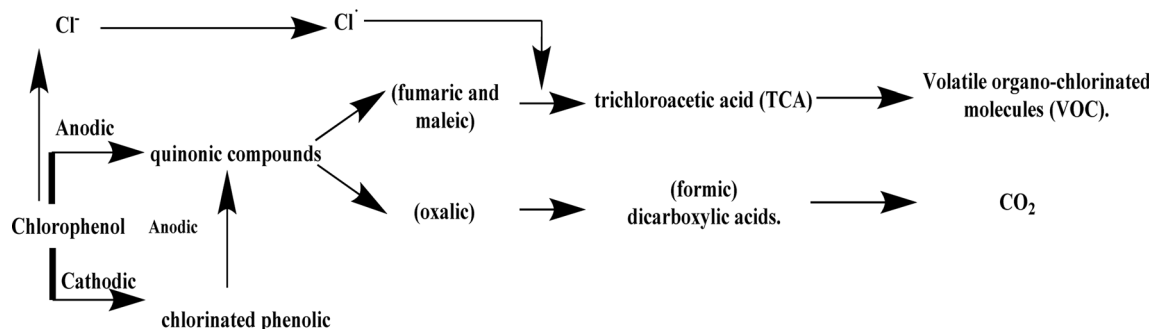 Cl-
Cl·
(fumaric and
maleic)
trichloroacetic acid (TCA)
Volatile organo-chlorinated
molecules (VOC).
Anodic
quinonic compounds
Chlorophenol
Anodic
(oxalic)
(formic)
dicarboxylic acids.
CO2
Cathodic
chlorinated phenolic